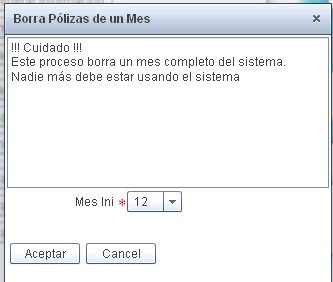 Borra Pólizas de un Mes
!!! Cuidado !!!
Este proceso borra un mes completo del sistema.
Nadie más debe estar usando el sistema
Mes Ini * 12
Aceptar Cancel